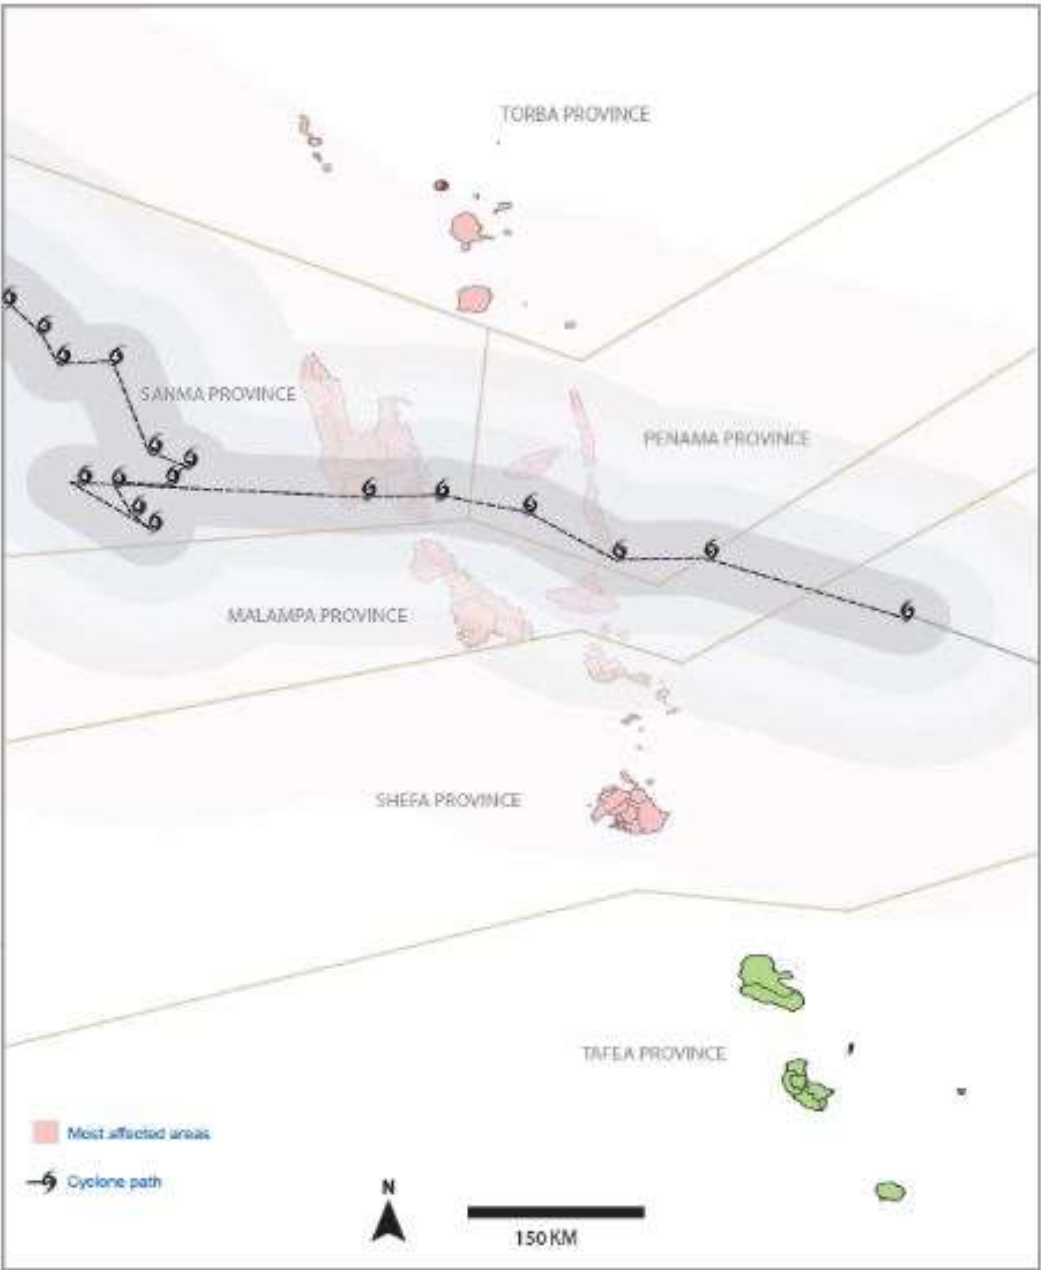 TORBA PROVINCE
SANMA PROVINCE
PENAMA PROVINCE
MALAMPA PROVINCE
SHEFA PROVINCE
TAFEA PROVINCE
Most affected areas
Cyclone path
N
150 KM